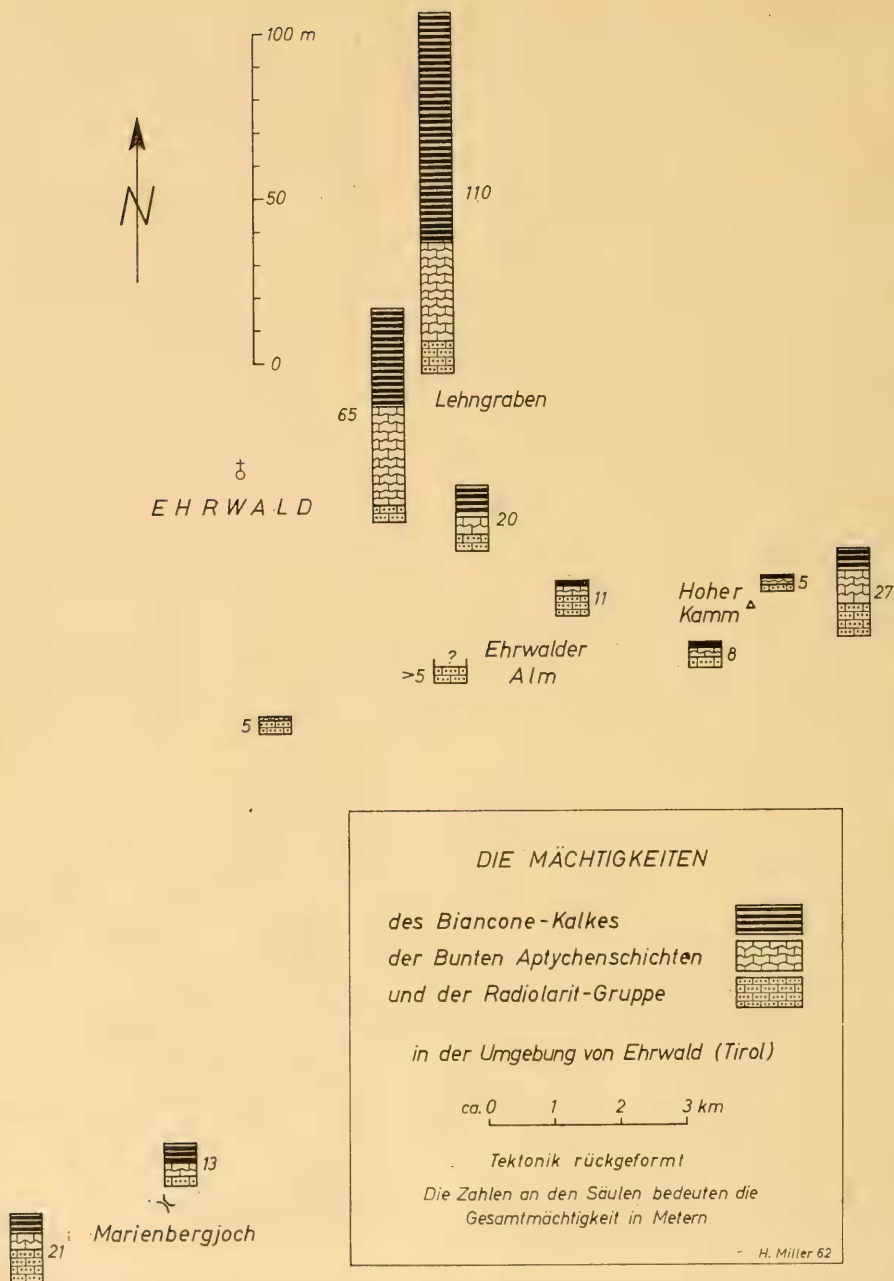 100 m
50
0
N
110
Lehngraben
65
EHRWALD
20
11
Hoher
Kamm
5
27
8
?
>5
Ehrwalder
Alm
5
DIE MÄCHTIGKEITEN
des Biancone-Kalkes
der Bunten Aptychenschichten
und der Radiolarit-Gruppe
in der Umgebung von Ehrwald (Tirol)
ca. 0 1 2 3 km
Tektonik rückgeformt
Die Zahlen an den Säulen bedeuten die
Gesamtmächtigkeit in Metern
H. Miller 62
13
Marienbergjoch
21